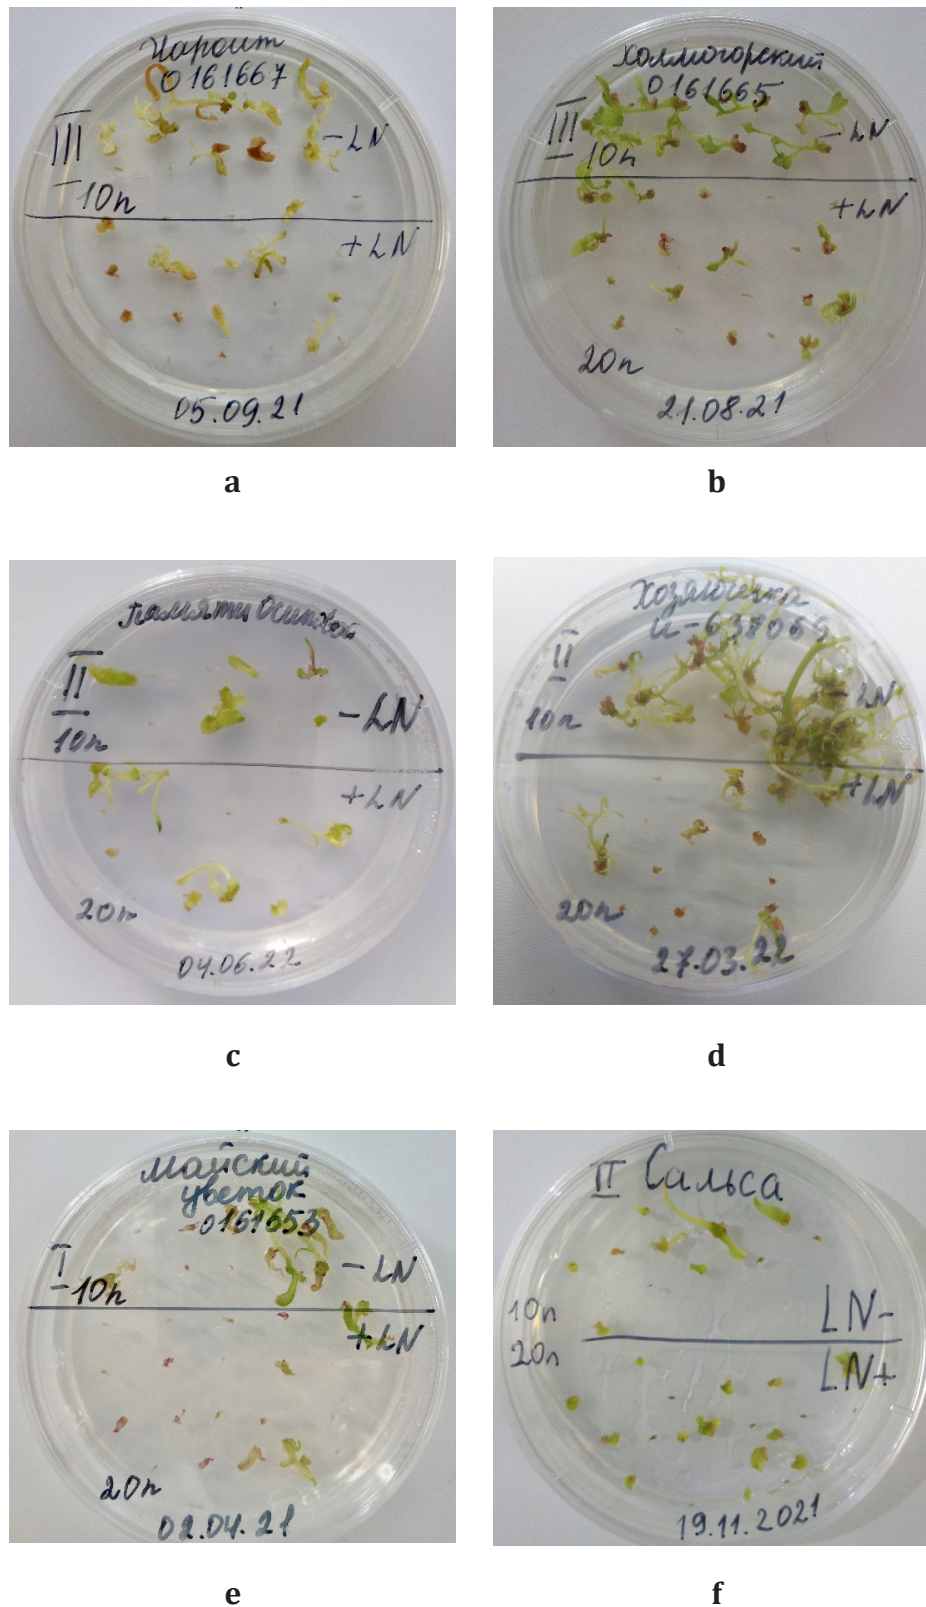 Чароит
0161667
III
– LN
10п
+ LN
05.09.21
a
Холмогорский
0161665
III
– LN
10п
+ LN
20п
21.08.21
b
Памяти Осиповой
II
– LN
10п
+ LN
20п
04.06.22
c
Хозяюшка
и-638069
II
– LN
10п
+ LN
20п
27.03.22
d
Майский
цветок
0161653
I
– LN
10п
+ LN
20п
02.04.21
e
II Сальса
10п
LN-
20п
LN+
19.11.2021
f